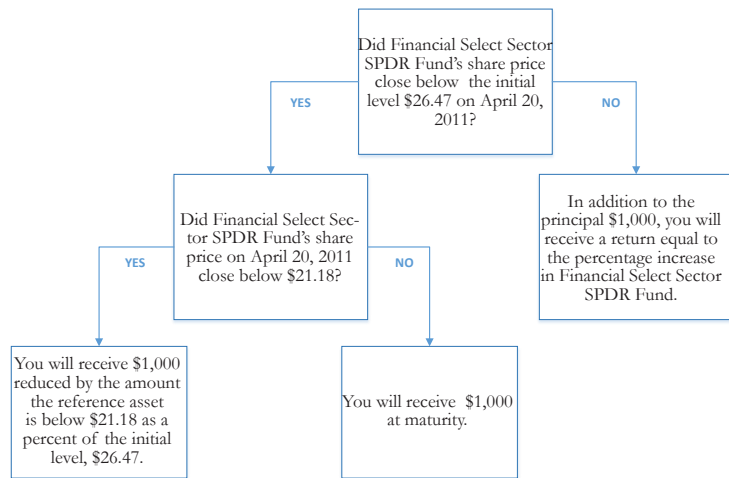 Did Financial Select Sector
SPDR Fund's share price
close below the initial
level $26.47 on April 20,
2011?
YES
NO
Did Financial Select Sec-
tor SPDR Fund's share
price on April 20, 2011
close below $21.18?
In addition to the
principal $1,000, you will
receive a return equal to
the percentage increase
in Financial Select Sector
SPDR Fund.
YES
NO
You will receive $1,000
reduced by the amount
the reference asset
is below $21.18 as a
percent of the initial
level, $26.47.
You will receive $1,000
at maturity.